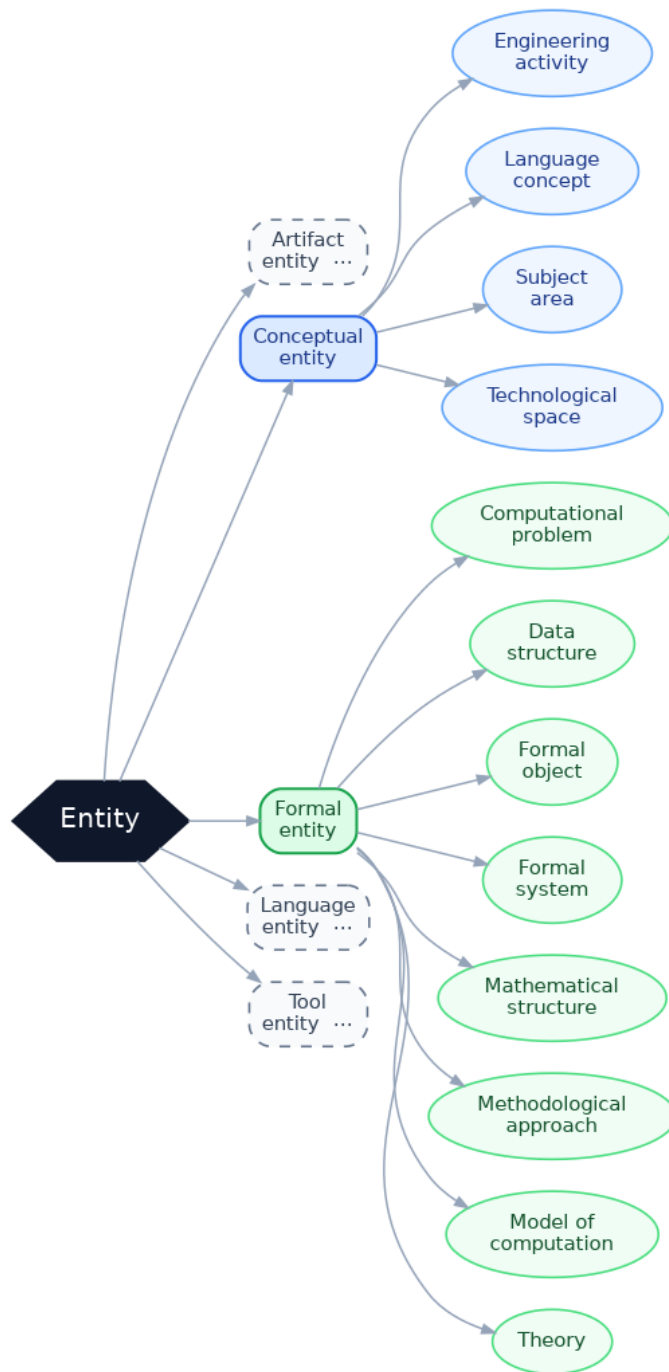 Engineering
activity
Language
concept
Artifact
entity ...
Subject
area
Conceptual
entity
Technological
space
Computational
problem
Data
structure
Formal
object
Entity
Formal
entity
Formal
system
Language
entity ...
Tool
entity ...
Mathematical
structure
Methodological
approach
Model of
computation
Theory